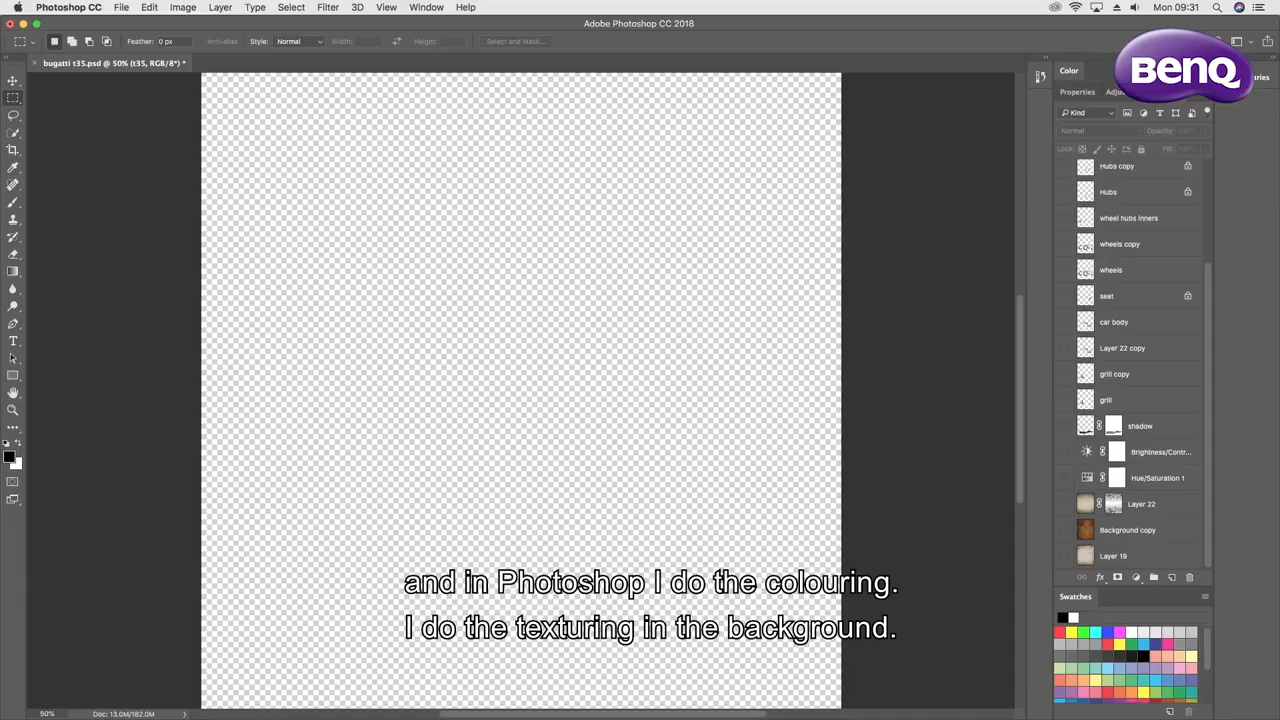 Photoshop CC File Edit Image Layer Type Select Filter 3D View Window Help Mon 09:31
Adobe Photoshop CC 2018
Feather: 0 px Anti-alias Style: Normal Width: Height: Select and Mask...
bugatti t35.psd @ 50% (t35, RGB/8*) *
BenQ
Color
Properties
Kind
Normal Opacity:
Lock: Fill:
Hubs copy
Hubs
wheel hubs inners
wheels copy
wheels
seat
car body
Layer 22 copy
grill copy
grill
shadow
Brightness/Contr...
Hue/Saturation 1
Layer 22
Background copy
Layer 19
fx
Swatches
and in Photoshop I do the colouring.
I do the texturing in the background.
50% Doc: 13.0M/182.0M